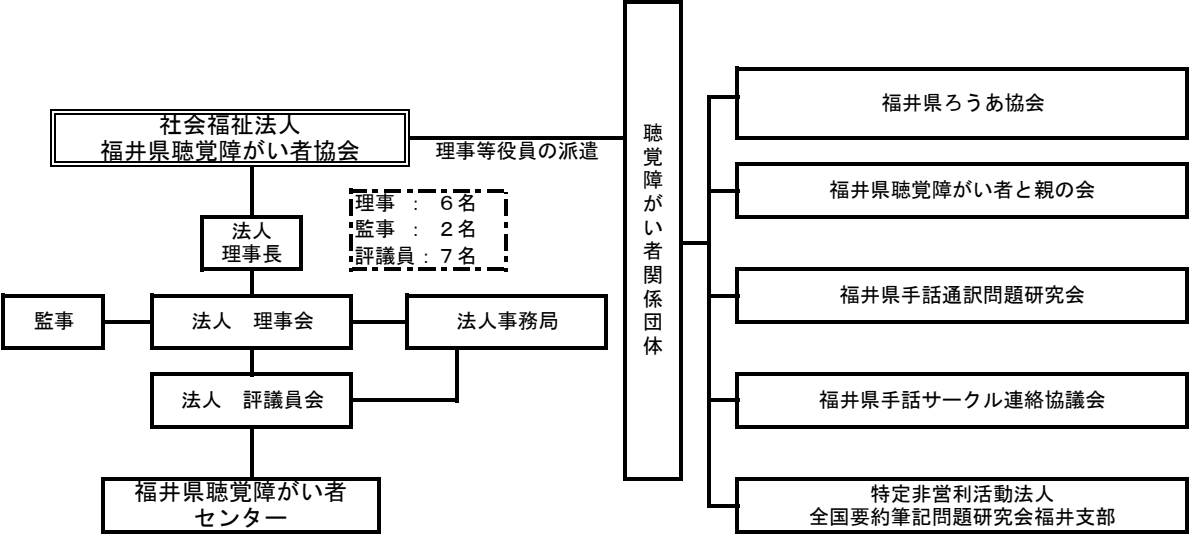 社会福祉法人
福井県聴覚障がい者協会
理事等役員の派遣
理事　：　６名
監事　：　２名
評議員：７名
法人
理事長
監事
法人　理事会
法人事務局
法人　評議員会
福井県聴覚障がい者
センター
聴覚障がい者関係団体
福井県ろうあ協会
福井県聴覚障がい者と親の会
福井県手話通訳問題研究会
福井県手話サークル連絡協議会
特定非営利活動法人
全国要約筆記問題研究会福井支部